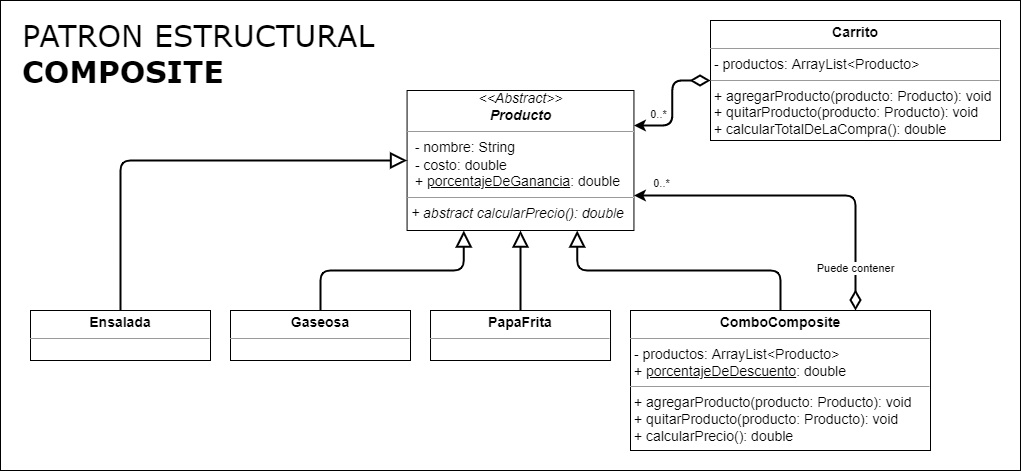 PATRON ESTRUCTURAL
COMPOSITE
Carrito
- productos: ArrayList<Producto>
+ agregarProducto(producto: Producto): void
+ quitarProducto(producto: Producto): void
+ calcularTotalDeLaCompra(): double
0..*
<<Abstract>>
Producto
- nombre: String
- costo: double
+ porcentajeDeGanancia: double
+ abstract calcularPrecio(): double
0..*
Puede contener
Ensalada
Gaseosa
PapaFrita
ComboComposite
- productos: ArrayList<Producto>
+ porcentajeDeDescuento: double
+ agregarProducto(producto: Producto): void
+ quitarProducto(producto: Producto): void
+ calcularPrecio(): double